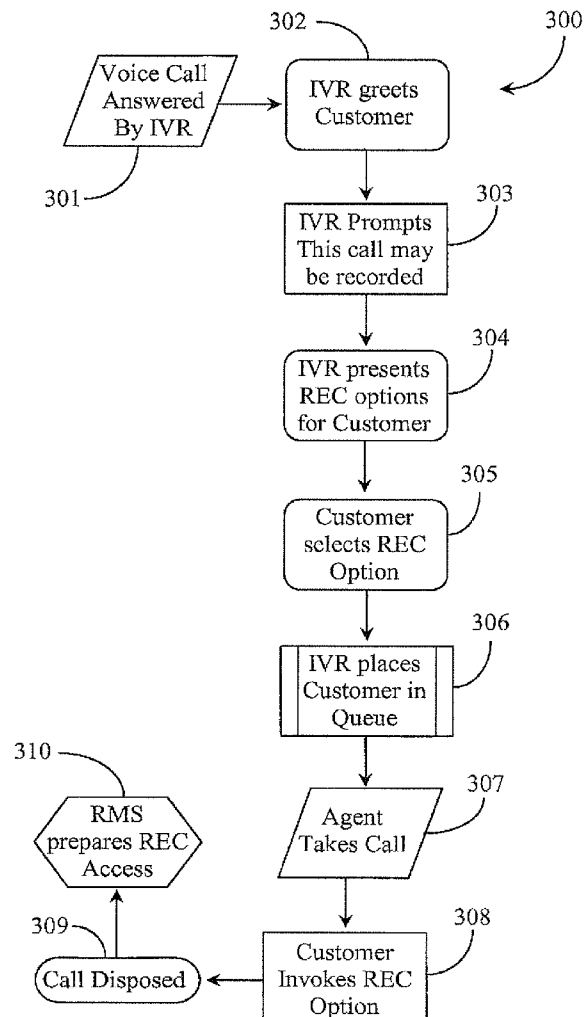 302
300
Voice Call
Answered
By IVR
301
IVR greets
Customer
303
IVR Prompts
This call may
be recorded
304
IVR presents
REC options
for Customer
305
Customer
selects REC
Option
306
IVR places
Customer in
Queue
307
Agent
Takes Call
308
Customer
Invokes REC
Option
309
Call Disposed
310
RMS
prepares REC
Access